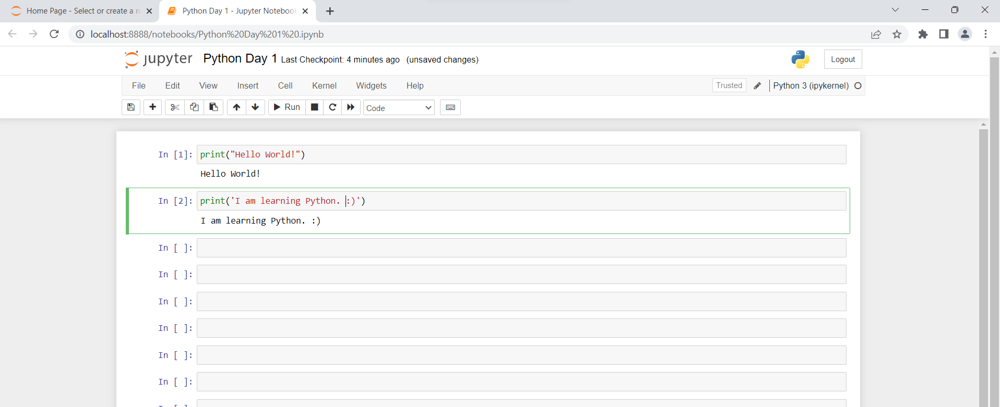 Home Page - Select or create a n
Python Day 1 - Jupyter Notebook
localhost:8888/notebooks/Python%20Day%201%20.ipynb
jupyter Python Day 1 Last Checkpoint: 4 minutes ago (unsaved changes)
Logout
File Edit View Insert Cell Kernel Widgets Help
Trusted Python 3 (ipykernel)
Run Code
In [1]: print("Hello World!")
Hello World!
In [2]: print('I am learning Python. :)')
I am learning Python. :)
In [ ]:
In [ ]:
In [ ]:
In [ ]:
In [ ]:
In [ ]: